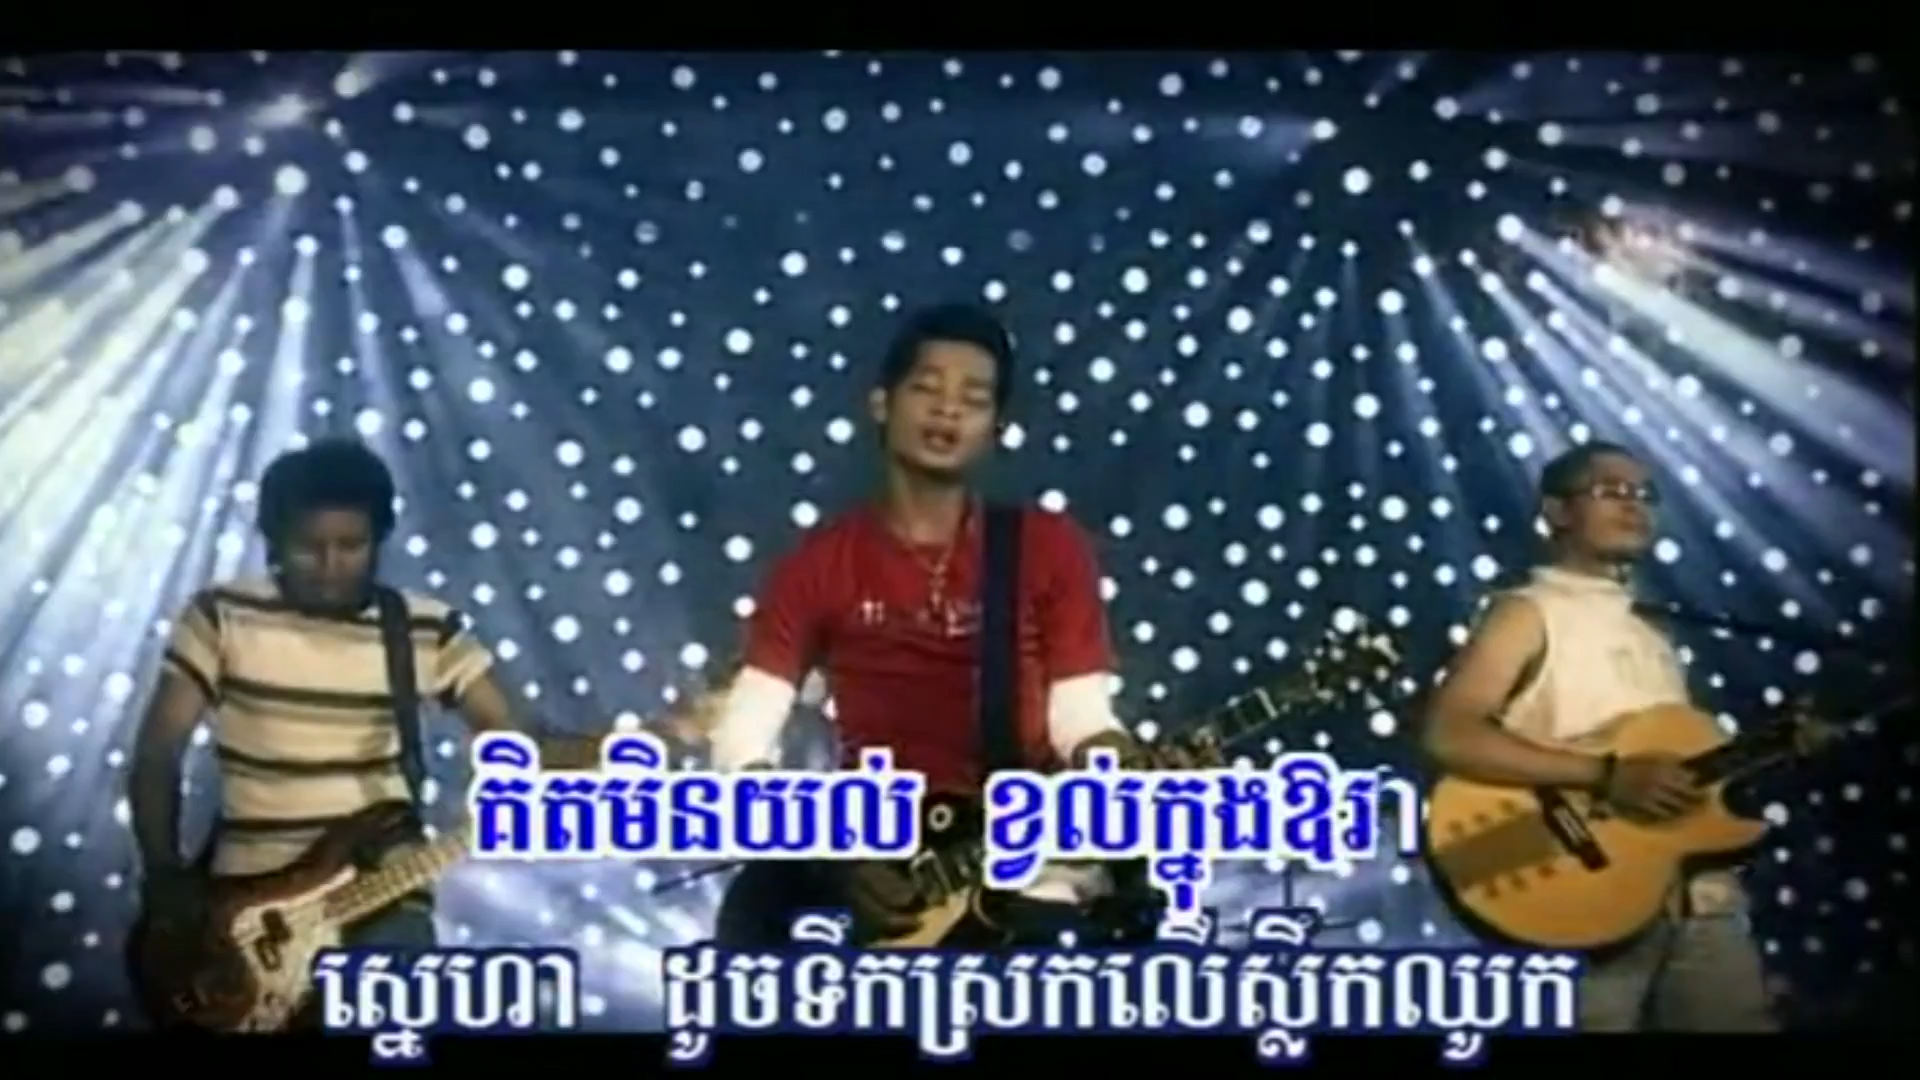 គិតមិនយល់ ខ្វល់ក្នុងឱរា
ស្នេហា ដូចទឹកស្រក់លើស្លឹកឈូក